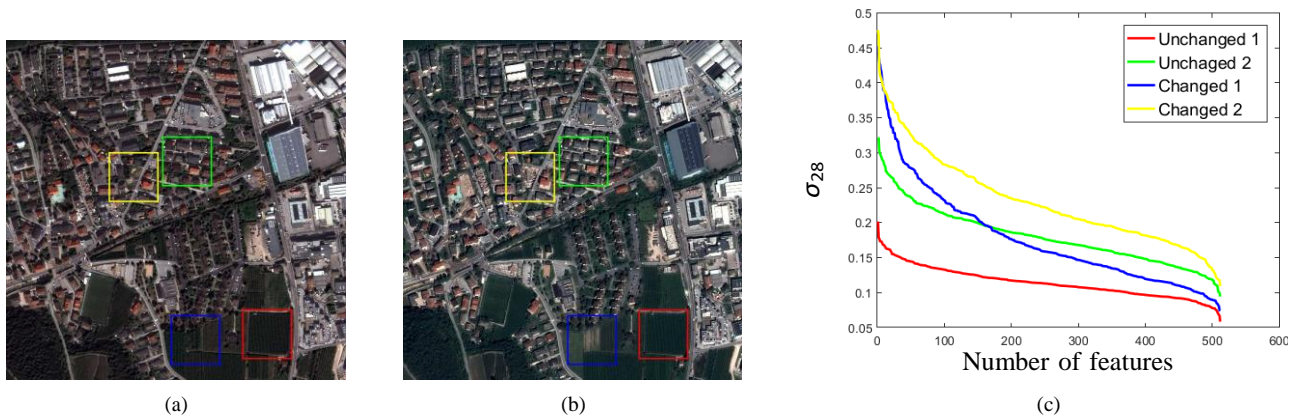 0.5
0.45
0.4
0.35
0.3
0.25
0.2
0.15
0.1
0.05
σ28
0 100 200 300 400 500 600
Number of features
Unchanged 1
Unchaged 2
Changed 1
Changed 2
(a) (b) (c)